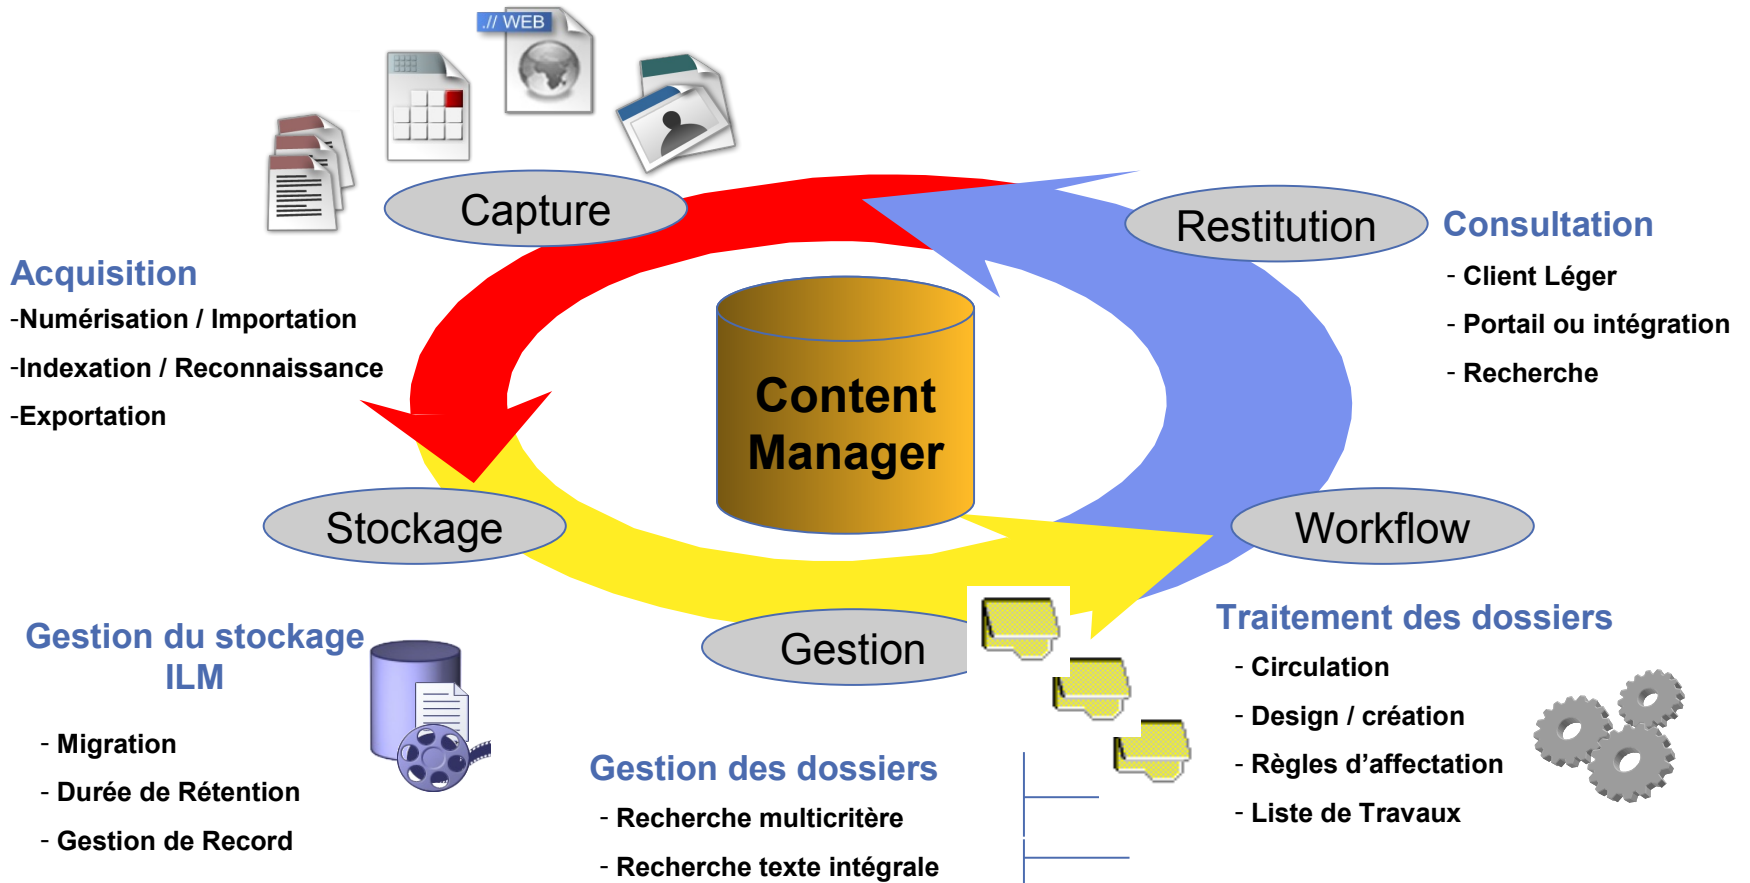 .// WEB
Capture
Restitution
Consultation
- Client Léger
- Portail ou intégration
- Recherche
Acquisition
-Numérisation / Importation
-Indexation / Reconnaissance
-Exportation
Content
Manager
Stockage
Workflow
Gestion
Gestion du stockage
ILM
- Migration
- Durée de Rétention
- Gestion de Record
Gestion des dossiers
- Recherche multicritère
- Recherche texte intégrale
Traitement des dossiers
- Circulation
- Design / création
- Règles d’affectation
- Liste de Travaux